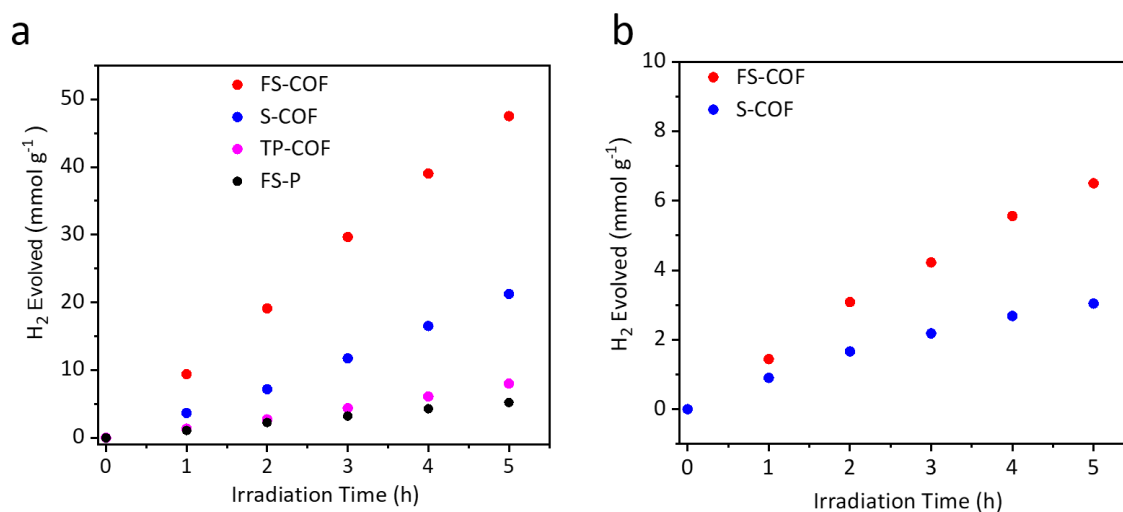 a
50
40
30
20
10
0
H₂ Evolved (mmol g⁻¹)
FS-COF
S-COF
TP-COF
FS-P
0 1 2 3 4 5
Irradiation Time (h)
b
10
8
6
4
2
0
H₂ Evolved (mmol g⁻¹)
FS-COF
S-COF
0 1 2 3 4 5
Irradiation Time (h)